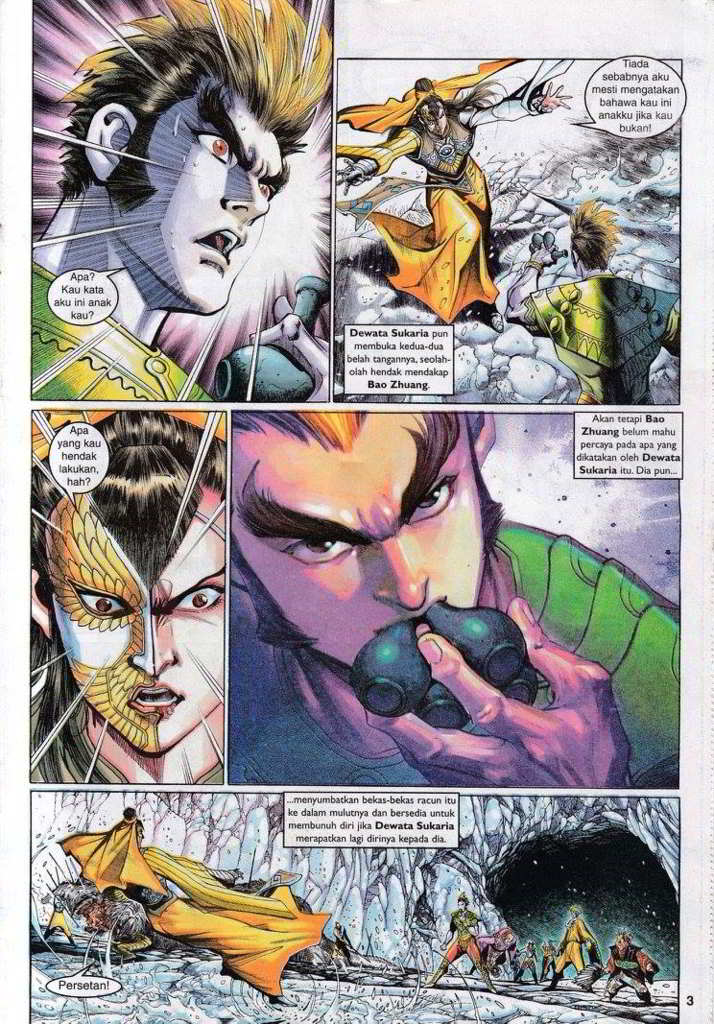 Apa?
Kau kata
aku ini anak
kau?
Tiada
sebabnya aku
mesti mengatakan
bahawa kau ini
anakku jika kau
bukan!
Dewata Sukaria pun
membuka kedua-dua
belah tangannya, seolah-
olah hendak mendakap
Bao Zhuang.
Apa
yang kau
hendak
lakukan,
hah?
Akan tetapi Bao
Zhuang belum mahu
percaya pada apa yang
dikatakan oleh Dewata
Sukaria itu. Dia pun...
...menyumbatkan bekas-bekas racun itu
ke dalam mulutnya dan bersedia untuk
membunuh diri jika Dewata Sukaria
merapatkan lagi dirinya kepada dia.
Persetan!
3